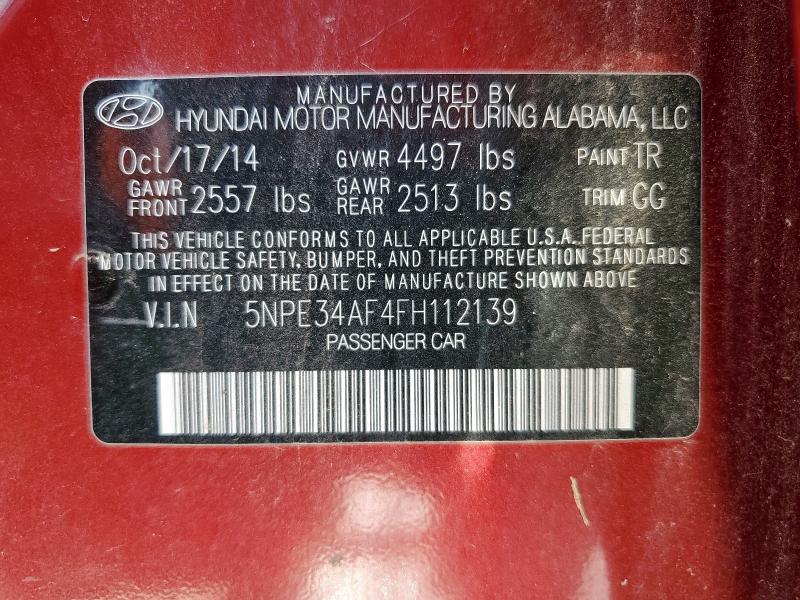 MANUFACTURED BY
HYUNDAI MOTOR MANUFACTURING ALABAMA, LLC
Oct/17/14 GVWR 4497 lbs PAINT TR
GAWR FRONT 2557 lbs GAWR REAR 2513 lbs TRIM GG
THIS VEHICLE CONFORMS TO ALL APPLICABLE U.S.A. FEDERAL
MOTOR VEHICLE SAFETY, BUMPER, AND THEFT PREVENTION STANDARDS
IN EFFECT ON THE DATE OF MANUFACTURE SHOWN ABOVE
V.I.N 5NPE34AF4FH112139
PASSENGER CAR